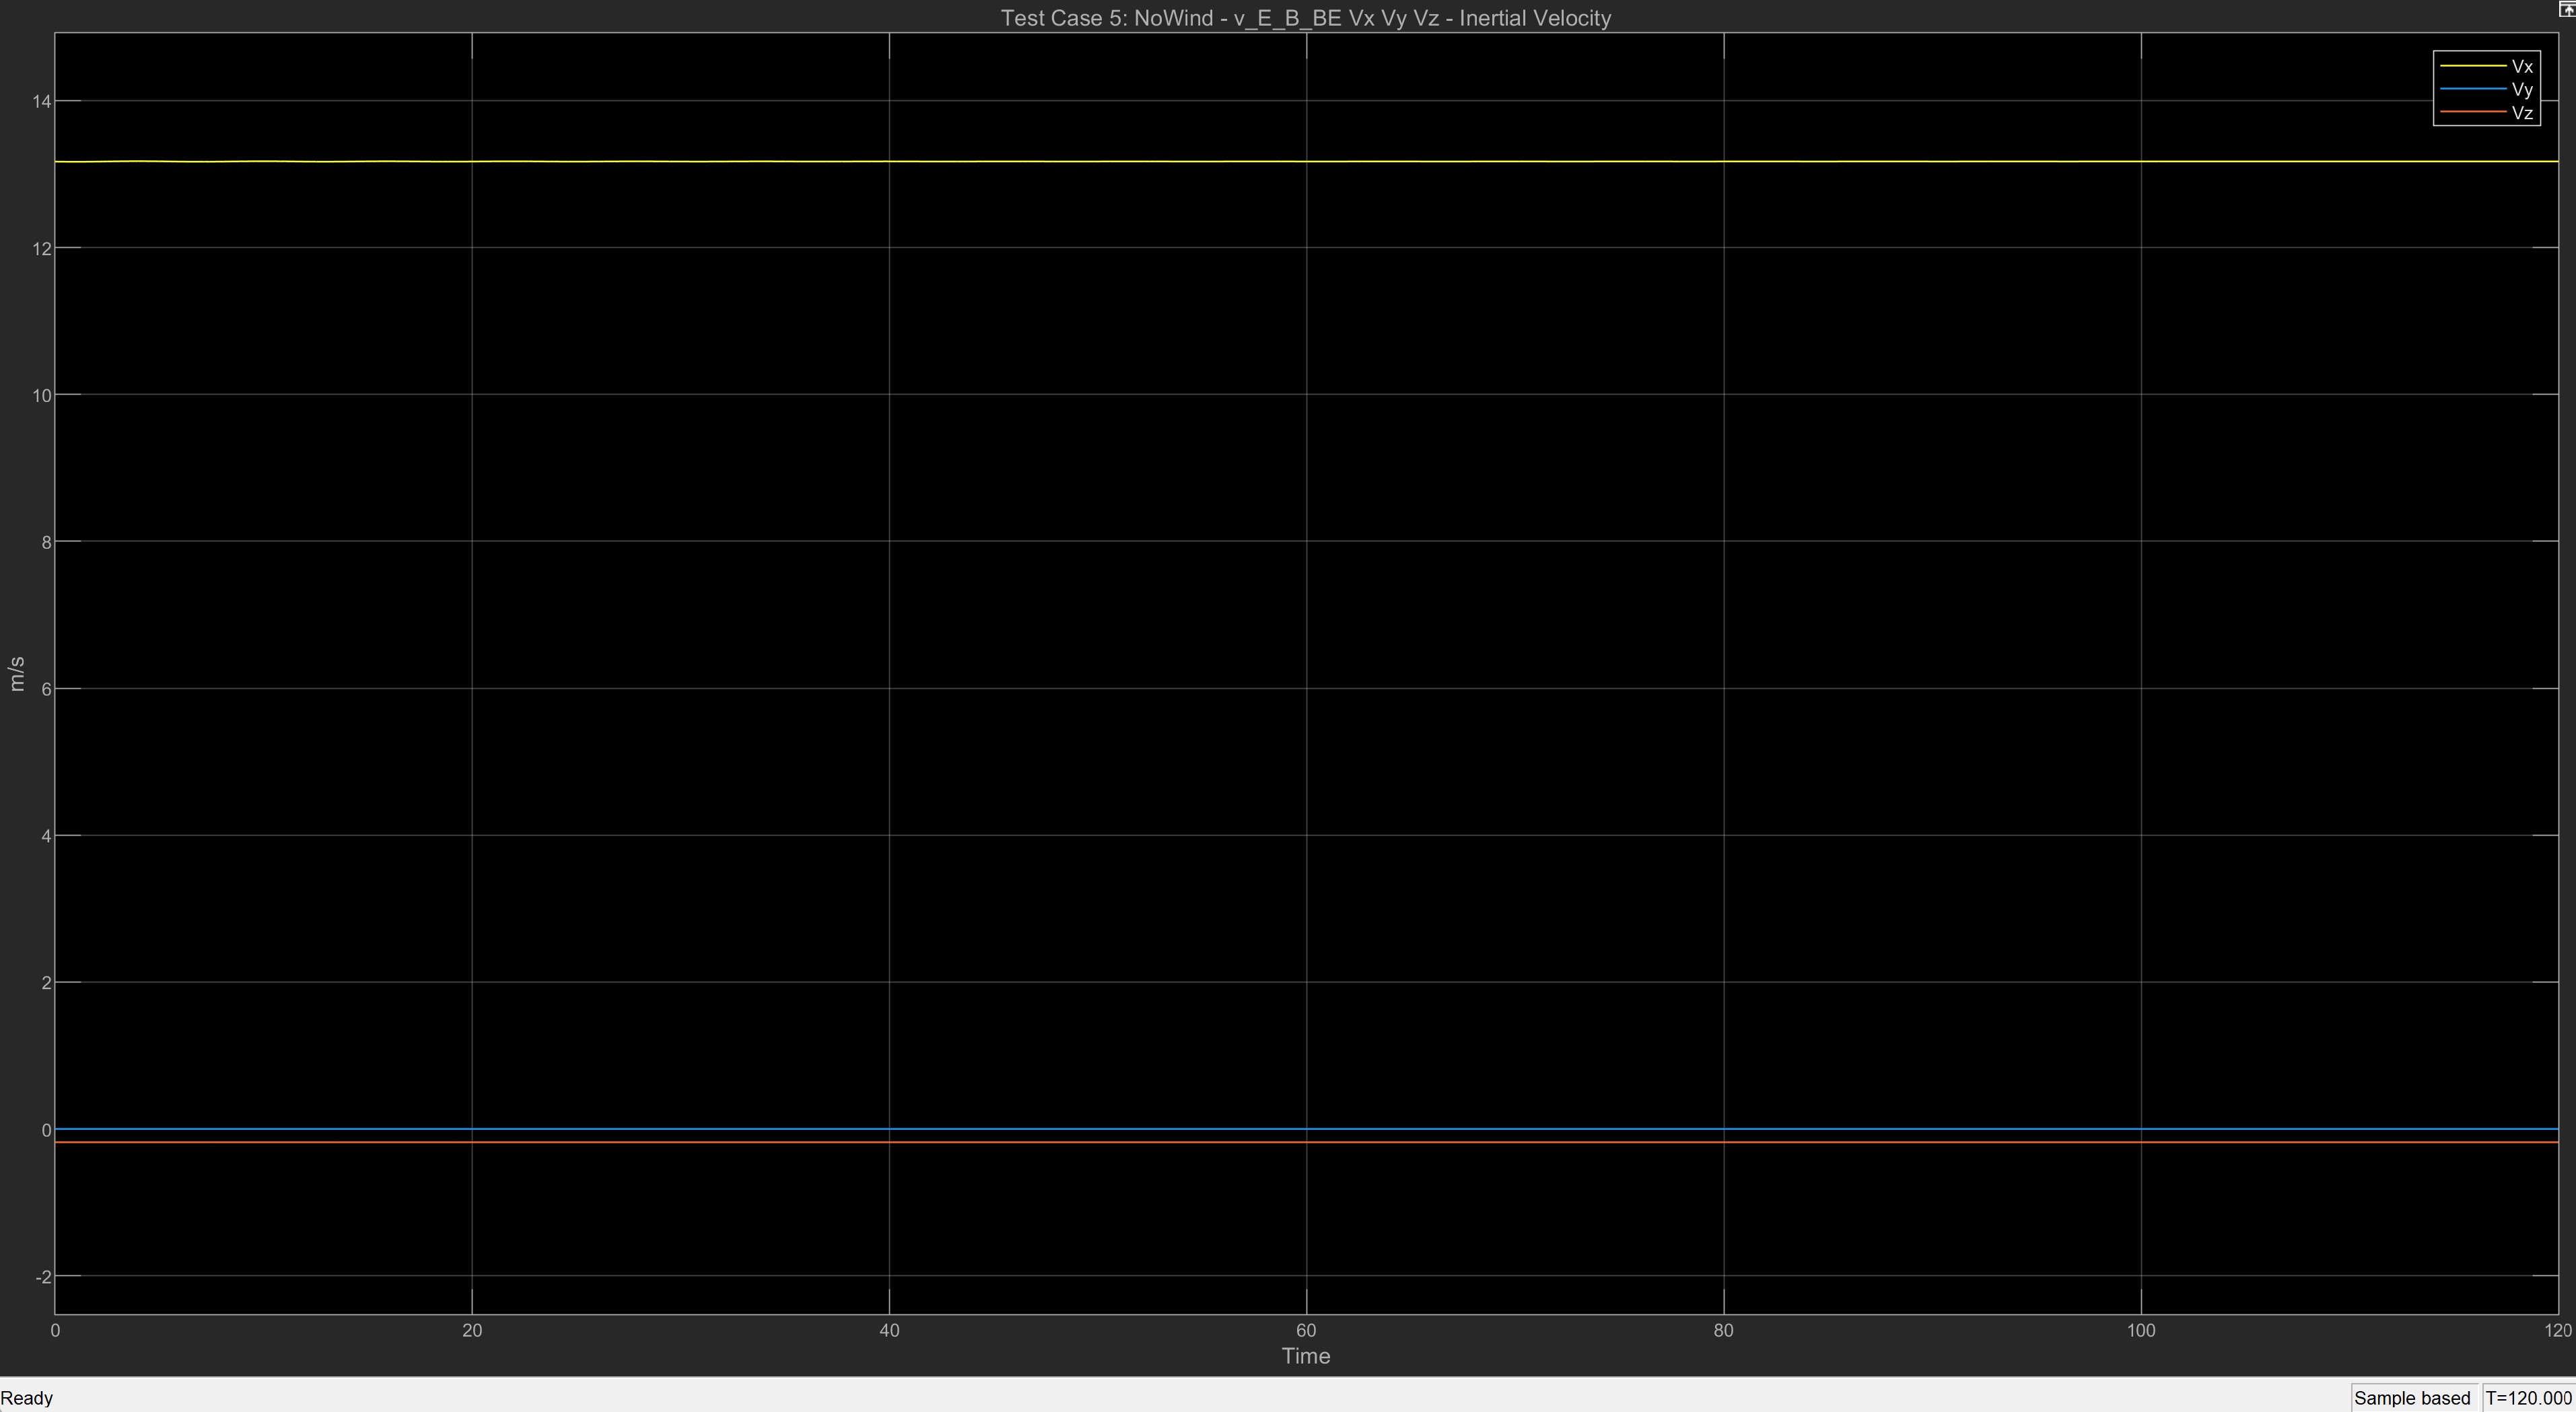 Test Case 5: NoWind - v_E_B_BE Vx Vy Vz - Inertial Velocity
Vx
Vy
Vz
14
12
10
8
6
4
2
0
-2
m/s
0 20 40 60 80 100 120
Time
Ready Sample based T=120.000